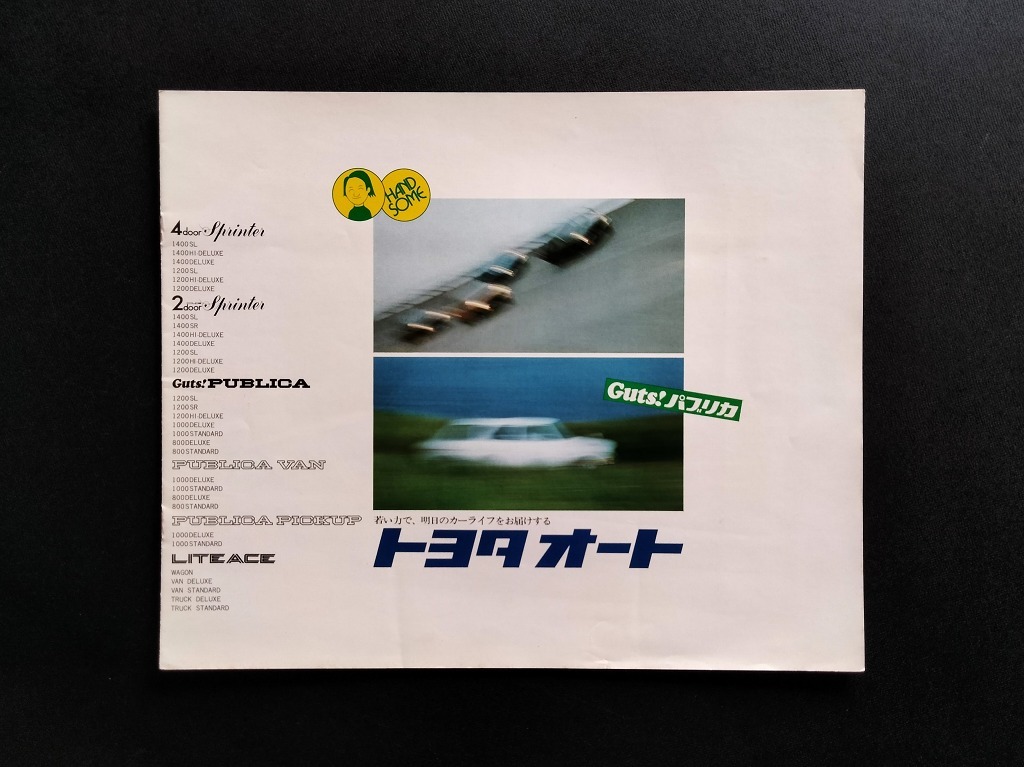 HAND
SOME
4door Sprinter
1400SL
1400HI-DELUXE
1400DELUXE
1200SL
1200HI-DELUXE
1200DELUXE
2door Sprinter
1400SL
1400SR
1400HI-DELUXE
1400DELUXE
1200SL
1200HI-DELUXE
1200DELUXE
Guts! PUBLICA
1200SL
1200SR
1200HI-DELUXE
1000DELUXE
1000STANDARD
800DELUXE
800STANDARD
PUBLICA VAN
1000DELUXE
1000STANDARD
800DELUXE
800STANDARD
PUBLICA PICKUP
1000DELUXE
1000STANDARD
LITEACE
WAGON
VAN DELUXE
VAN STANDARD
TRUCK DELUXE
TRUCK STANDARD
Guts! パブリカ
若い力で、明日のカーライフをお届けする
トヨタオート